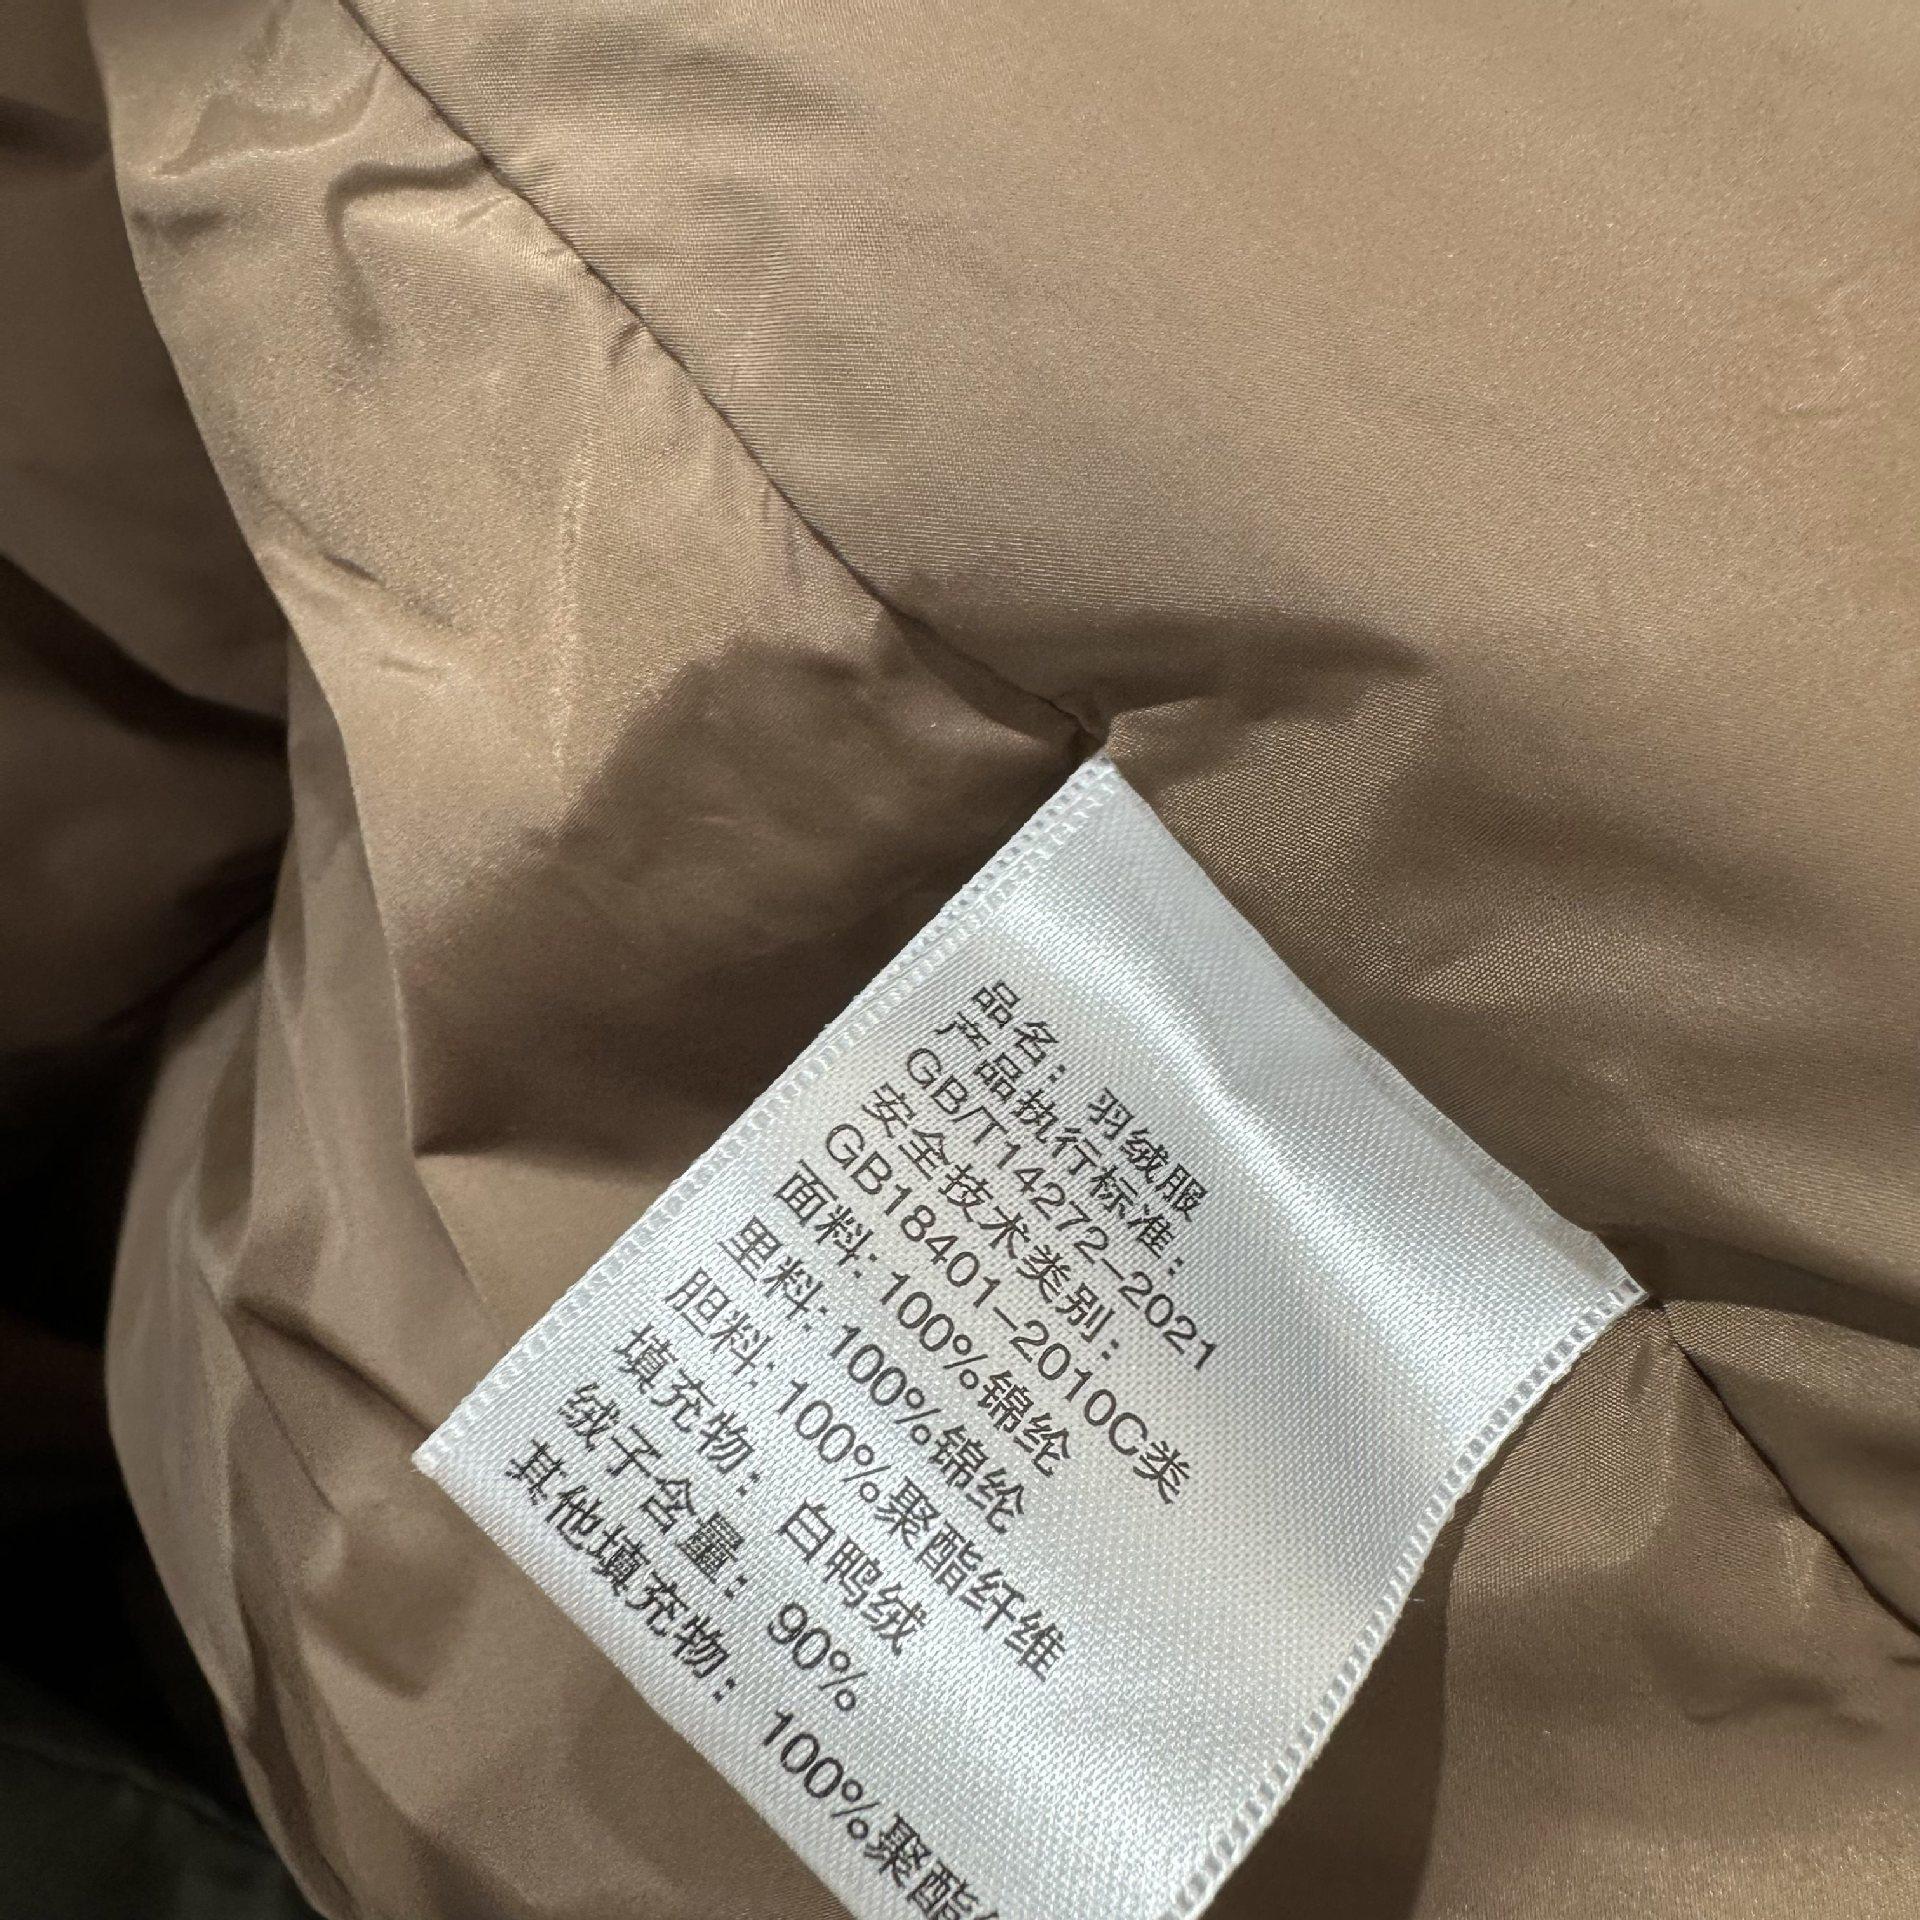 品名：羽绒服
产品执行标准：
GB/T14272-2021
安全技术类别：
GB18401-2010C类
面料: 100%锦纶
里料: 100%锦纶
胆料: 100%聚酯纤维
填充物: 白鸭绒
绒子含量: 90%
其他填充物: 100%聚酯